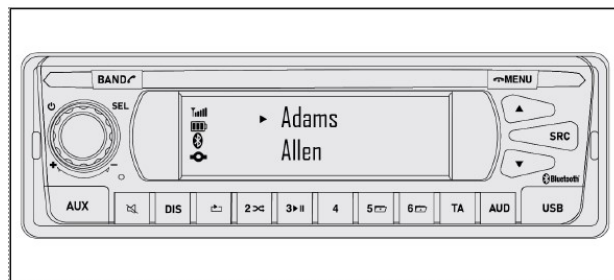 BAND MENU
SEL
Adams
SRC
Allen
Bluetooth
AUX DIS 2 3 4 5 6 TA AUD USB